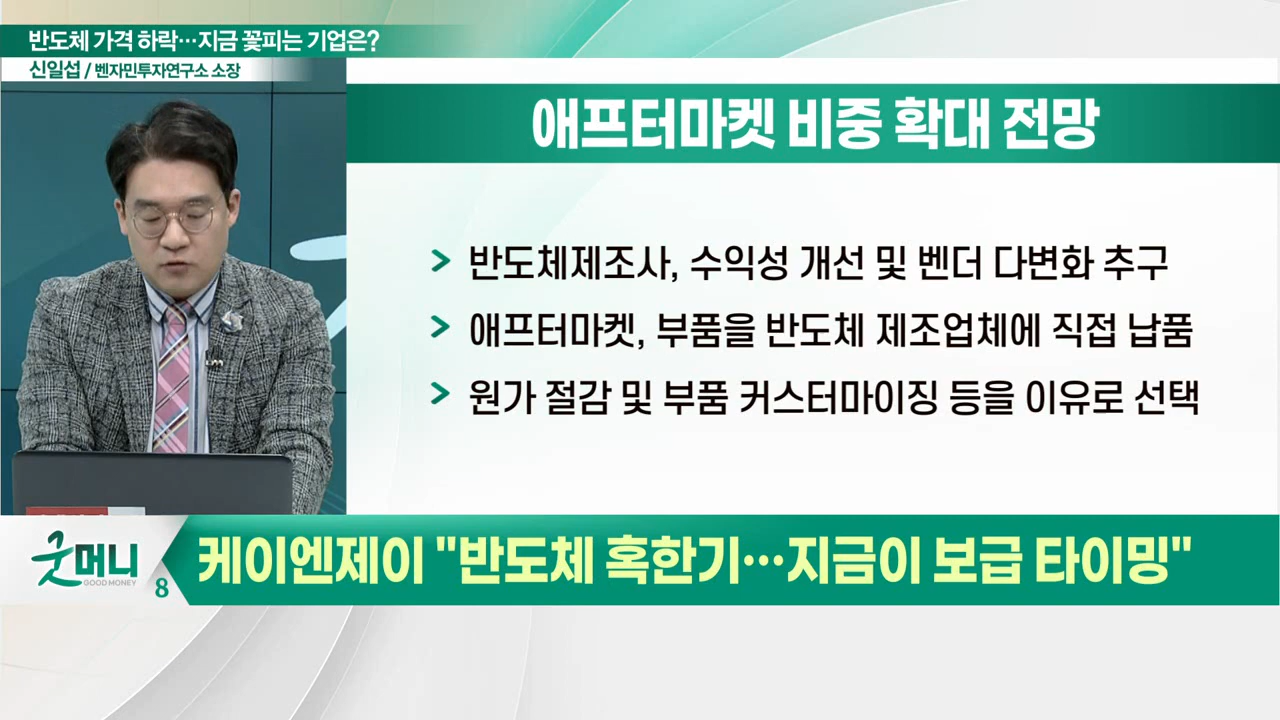 반도체 가격 하락…지금 꽃피는 기업은?
신일섭 / 벤자민투자연구소 소장
애프터마켓 비중 확대 전망
> 반도체제조사, 수익성 개선 및 벤더 다변화 추구
> 애프터마켓, 부품을 반도체 제조업체에 직접 납품
> 원가 절감 및 부품 커스터마이징 등을 이유로 선택
굿머니
GOOD MONEY
8
케이엔제이 "반도체 혹한기…지금이 보급 타이밍"